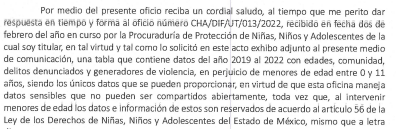 Por medio del presente oficio reciba un cordial saludo, al tiempo que me perito dar
respuesta en tiempo y forma al oficio número CHA/DIF/UT/013/2022, recibido en fecha dos de
febrero del año en curso por la Procuraduría de Protección de Niñas, Niños y Adolescentes de la
cual soy titular, en tal virtud y tal como lo solicitó en este acto exhibo adjunto al presente medio
de comunicación, una tabla que contiene datos del año 2019 al 2022 con edades, comunidad,
delitos denunciados y generadores de violencia, en perjuicio de menores de edad entre 0 y 11
años, siendo los únicos datos que se pueden proporcionar, en virtud de que esta oficina maneja
datos sensibles que no pueden ser compartidos abiertamente, toda vez que, al intervenir
menores de edad los datos e información de estos son reservados de acuerdo al artículo 56 de la
Ley de los Derechos de Niñas, Niños y Adolescentes del Estado de México, mismo que a letra